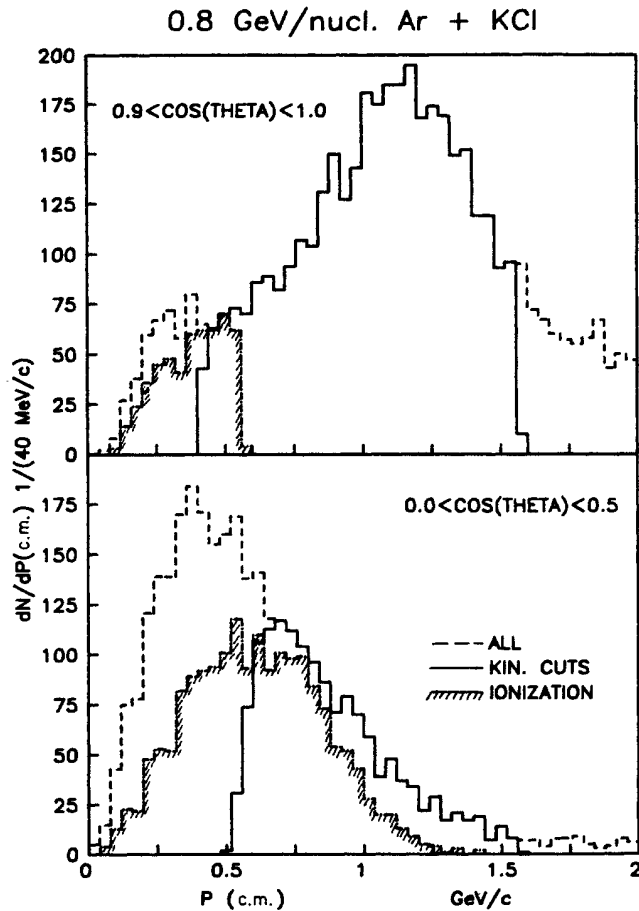 0.8 GeV/nucl. Ar + KCl
200
0.9<COS(THETA)<1.0
175
150
125
100
75
50
25
0
0.0<COS(THETA)<0.5
175
150
125
100
75
50
25
0
dN/dP(c.m.) 1/(40 MeV/c)
ALL
KIN. CUTS
IONIZATION
0 0.5 1 1.5 2
P (c.m.) GeV/c